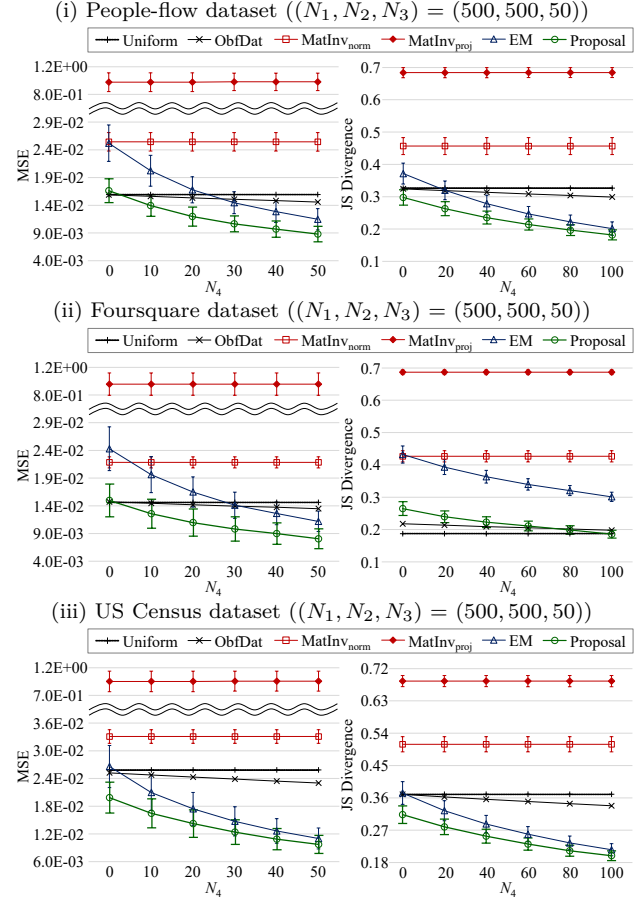 (i) People-flow dataset ((N1, N2, N3) = (500, 500, 50))
Uniform ObfDat MatInvnorm MatInvproj EM Proposal
1.2E+00
8.0E-01
2.9E-02
2.4E-02
1.9E-02
1.4E-02
9.0E-03
4.0E-03
MSE
0 10 20 30 40 50
N4
0.7
0.6
0.5
0.4
0.3
0.2
0.1
JS Divergence
0 20 40 60 80 100
N4
(ii) Foursquare dataset ((N1, N2, N3) = (500, 500, 50))
Uniform ObfDat MatInvnorm MatInvproj EM Proposal
1.2E+00
8.0E-01
2.9E-02
2.4E-02
1.9E-02
1.4E-02
9.0E-03
4.0E-03
MSE
0 10 20 30 40 50
N4
0.7
0.6
0.5
0.4
0.3
0.2
0.1
JS Divergence
0 20 40 60 80 100
N4
(iii) US Census dataset ((N1, N2, N3) = (500, 500, 50))
Uniform ObfDat MatInvnorm MatInvproj EM Proposal
1.2E+00
7.0E-01
3.6E-02
3.0E-02
2.4E-02
1.8E-02
1.2E-02
6.0E-03
MSE
0 10 20 30 40 50
N4
0.72
0.63
0.54
0.45
0.36
0.27
0.18
JS Divergence
0 20 40 60 80 100
N4